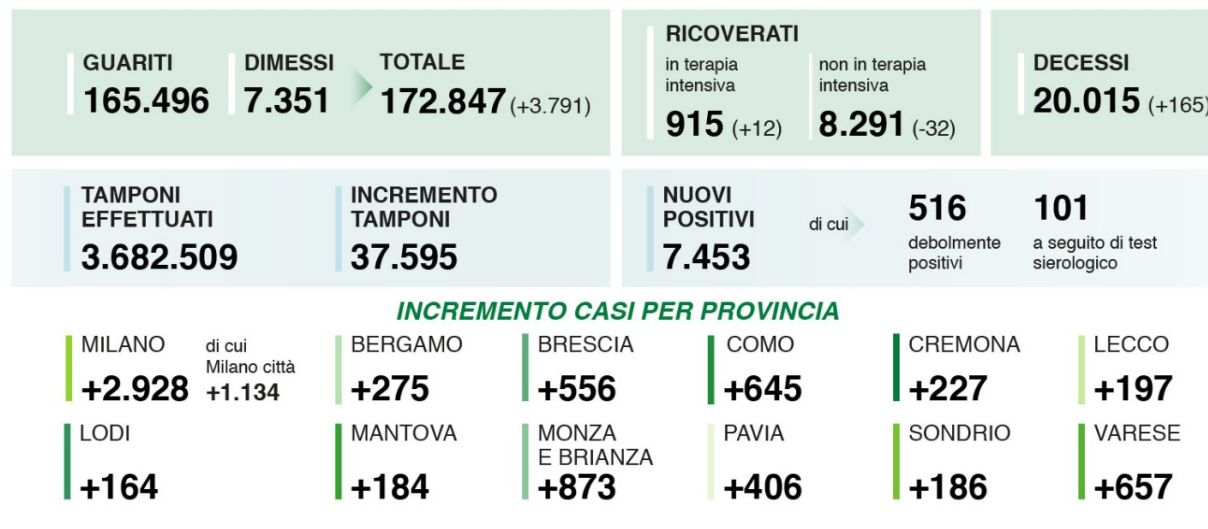 GUARITI
165.496
DIMESSI
7.351
TOTALE
172.847 (+3.791)
RICOVERATI
in terapia
intensiva
915 (+12)
non in terapia
intensiva
8.291 (-32)
DECESSI
20.015 (+165)
TAMPONI
EFFETTUATI
3.682.509
INCREMENTO
TAMPONI
37.595
NUOVI
POSITIVI
7.453
di cui
516
debolmente
positivi
101
a seguito di test
sierologico
INCREMENTO CASI PER PROVINCIA
MILANO
+2.928
di cui
Milano città
+1.134
BERGAMO
+275
BRESCIA
+556
COMO
+645
CREMONA
+227
LECCO
+197
LODI
+164
MANTOVA
+184
MONZA
E BRIANZA
+873
PAVIA
+406
SONDRIO
+186
VARESE
+657